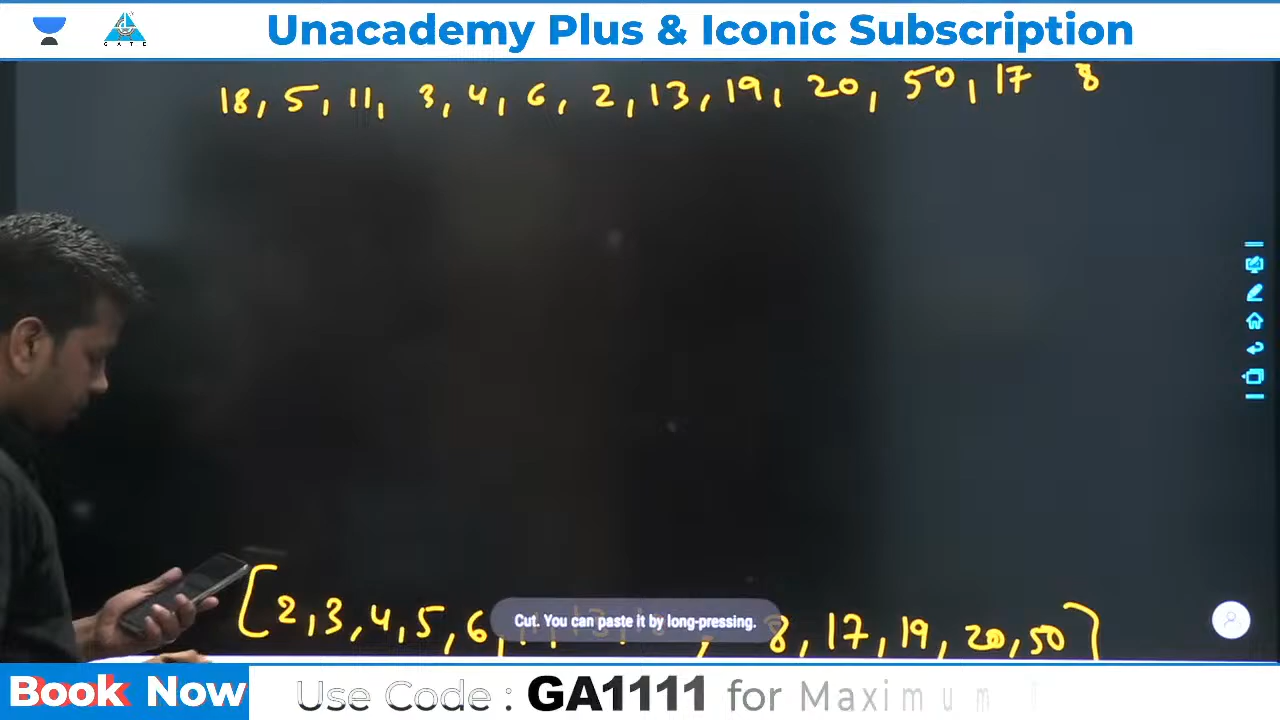 GATE
Unacademy Plus & Iconic Subscription
18, 5, 11, 3, 4, 6, 2, 13, 19, 20, 50, 17 8
[2, 3, 4, 5, 6, 8, 17, 19, 20, 50]
Cut. You can paste it by long-pressing.
Book Now
Use Code : GA1111 for Maximum